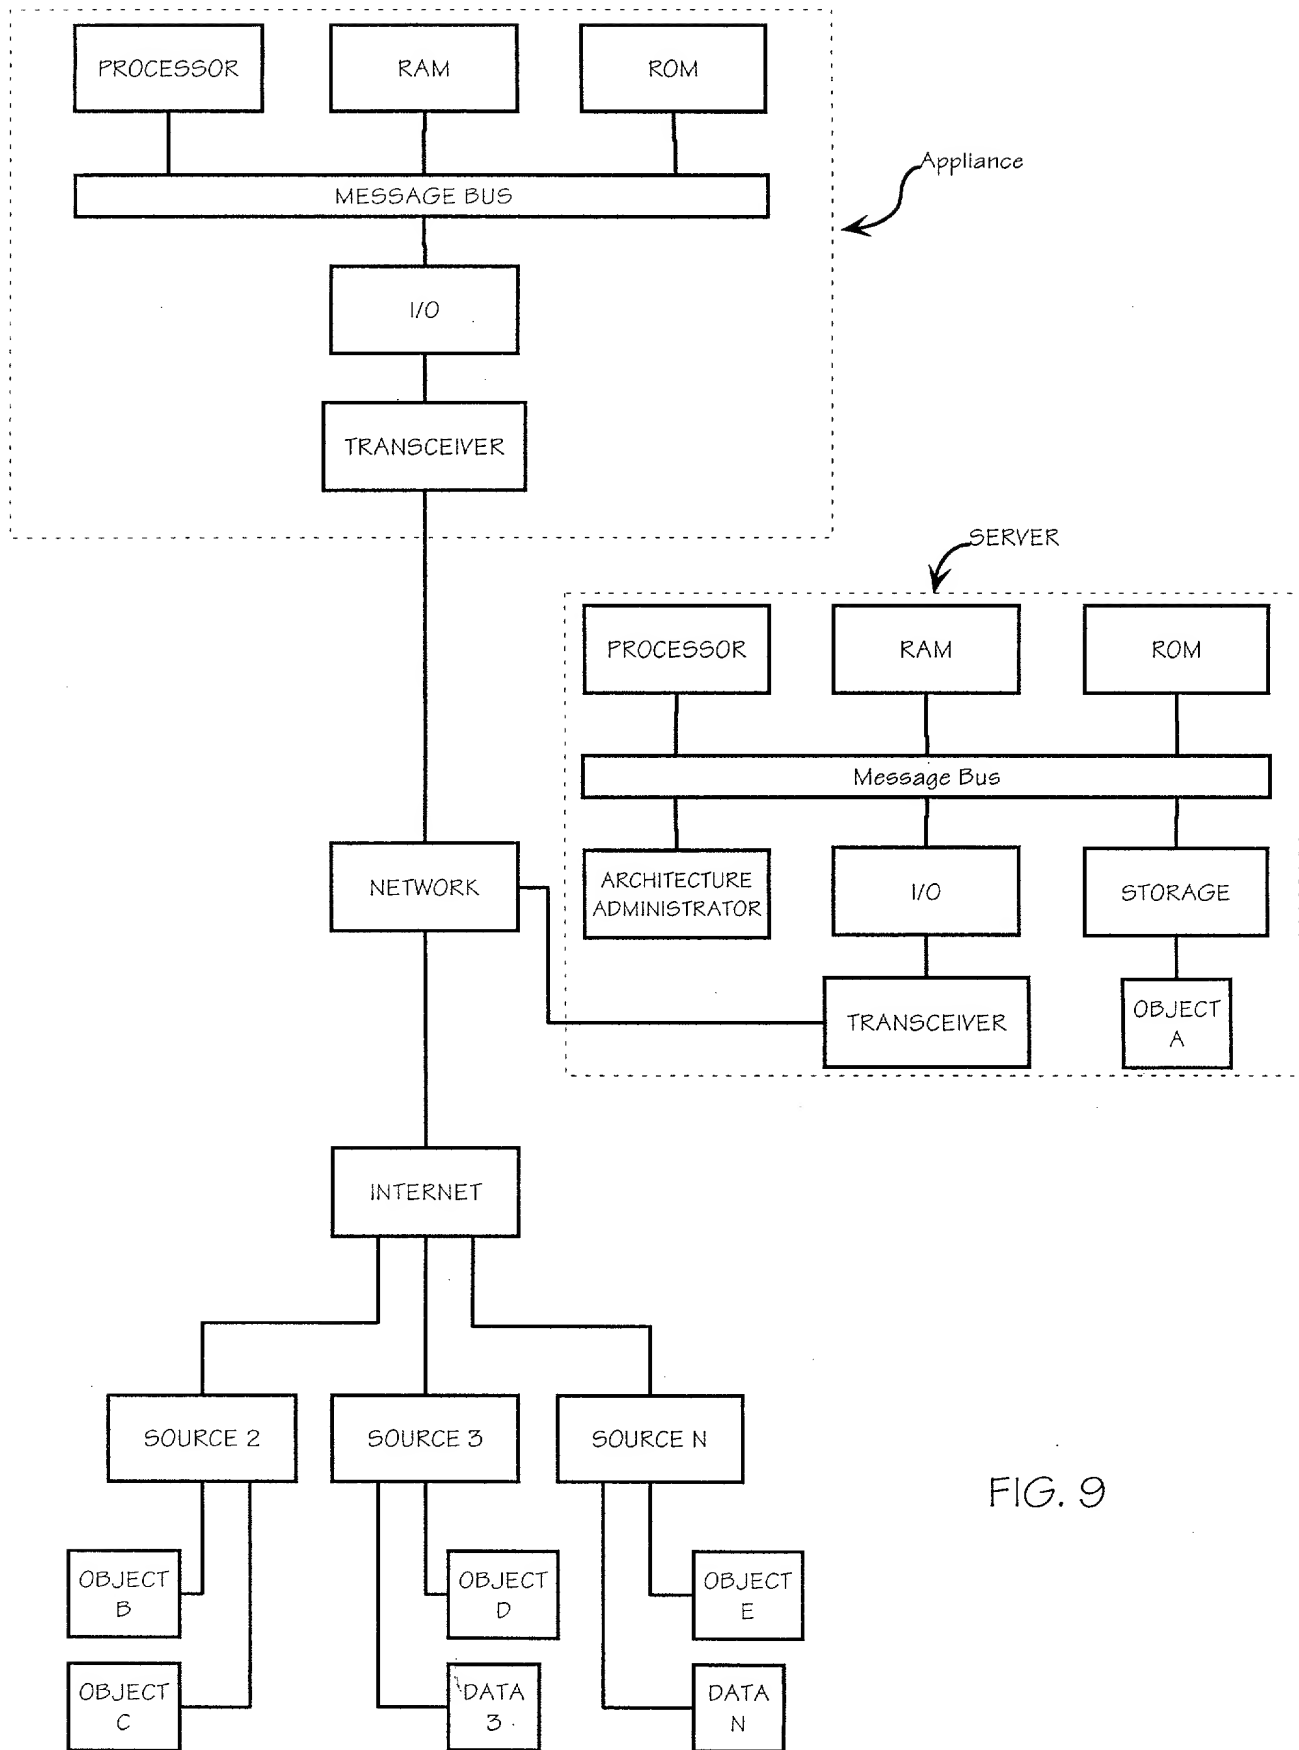 PROCESSOR
RAM
ROM
MESSAGE BUS
Appliance
I/O
TRANSCEIVER
SERVER
PROCESSOR
RAM
ROM
Message Bus
NETWORK
ARCHITECTURE
ADMINISTRATOR
I/O
STORAGE
TRANSCEIVER
OBJECT
A
INTERNET
SOURCE 2
SOURCE 3
SOURCE N
FIG. 9
OBJECT
B
OBJECT
D
OBJECT
E
OBJECT
C
DATA
3
DATA
N